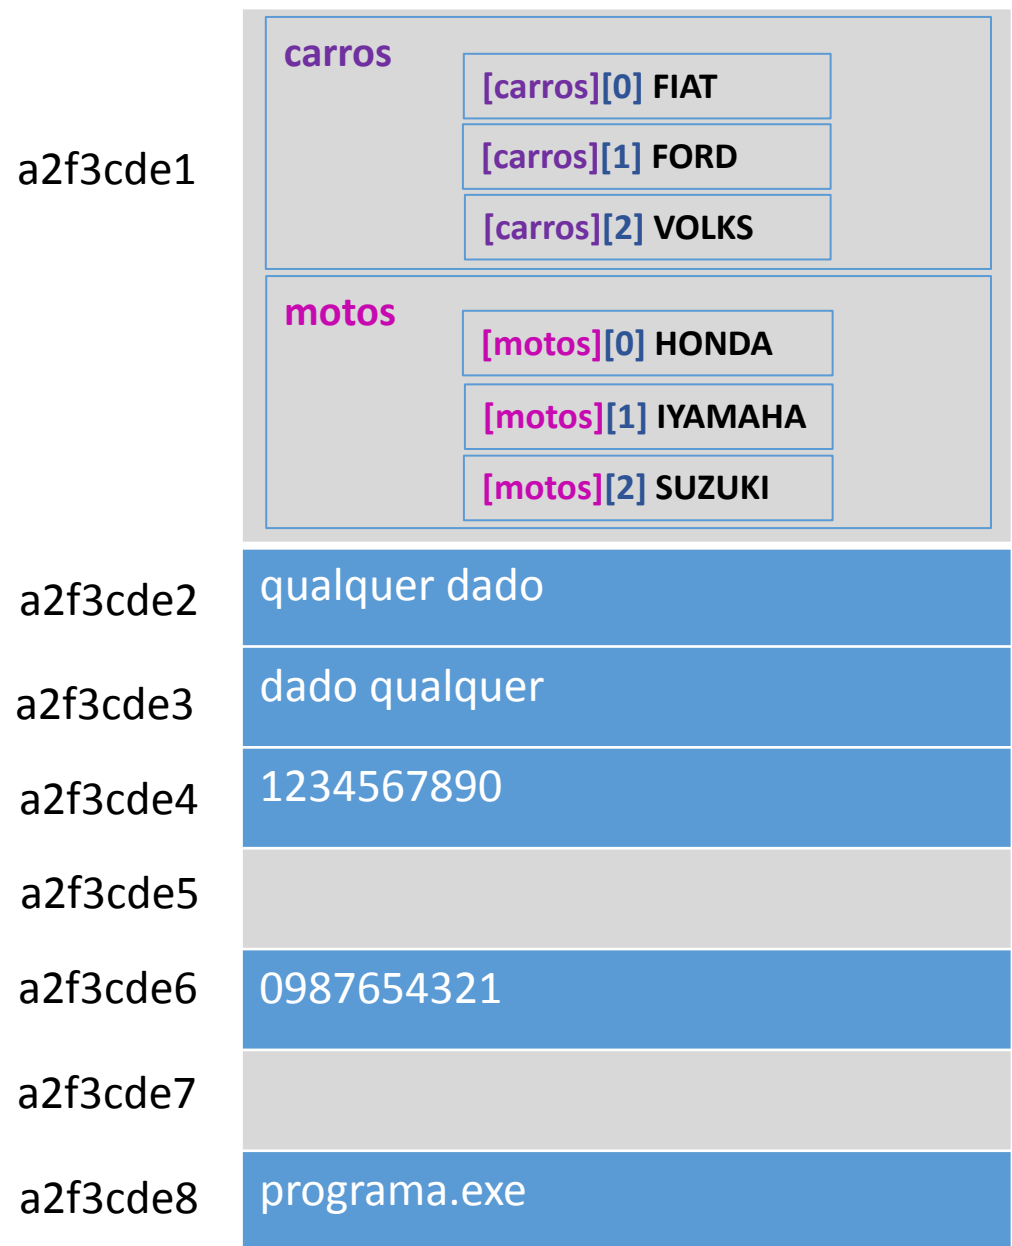 carros
[carros][0] FIAT
a2f3cde1
[carros][1] FORD
[carros][2] VOLKS
motos
[motos][0] HONDA
[motos][1] IYAMAHA
[motos][2] SUZUKI
a2f3cde2 qualquer dado
a2f3cde3 dado qualquer
a2f3cde4 1234567890
a2f3cde5
a2f3cde6 0987654321
a2f3cde7
a2f3cde8 programa.exe